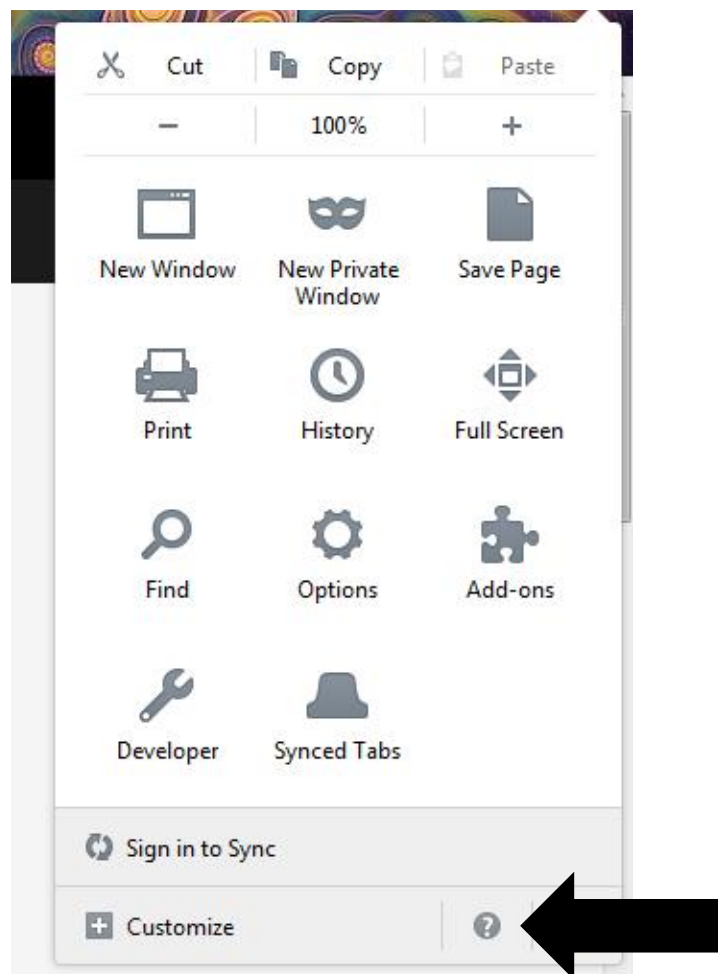 Cut Copy Paste
− 100% +
New Window New Private Window Save Page
Print History Full Screen
Find Options Add-ons
Developer Synced Tabs
Sign in to Sync
Customize ?